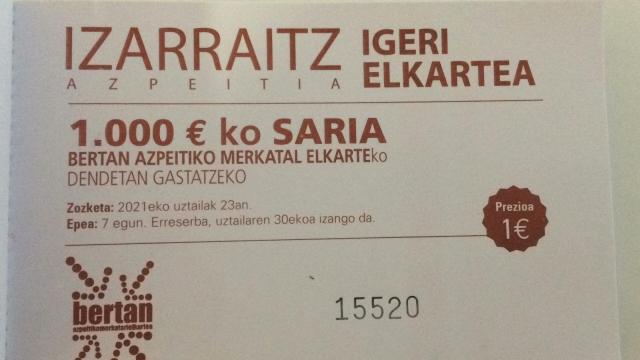 IZARRAITZ IGERI
AZPEITIA ELKARTEA
1.000 € ko SARIA
BERTAN AZPEITIKO MERKATAL ELKARTEko
DENDETAN GASTATZEKO
Zozketa: 2021eko uztailak 23an.
Epea: 7 egun. Erreserba, uztailaren 30ekoa izango da.
Prezioa
1€
bertan
azpeitikomerkatarielkartea
15520